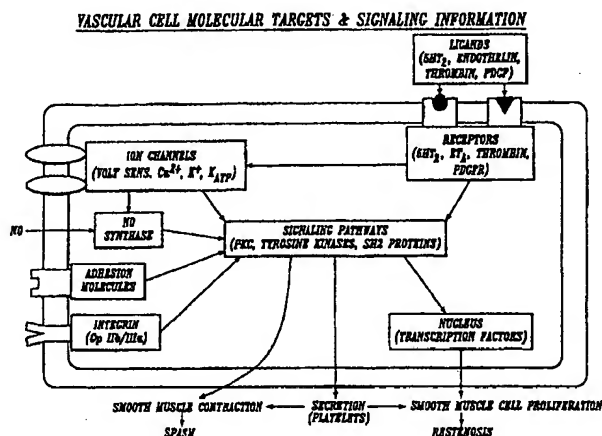 VASCULAR CELL MOLECULAR TARGETS & SIGNALING INFORMATION
LIGANDS
(5HT2, ENDOTHELIN,
THROMBIN, PDGF)
ION CHANNELS
(VOLT SENS. Ca2+, K+, KATP)
RECEPTORS
(5HT2, ETA, THROMBIN,
PDGFR)
NO
NO
SYNTHASE
SIGNALING PATHWAYS
(PKC, TYROSINE KINASES, SH2 PROTEINS)
ADHESION
MOLECULES
INTEGRIN
(Gp IIb/IIIa)
NUCLEUS
(TRANSCRIPTION FACTORS)
SMOOTH MUSCLE CONTRACTION
SECRETION
(PLATELETS)
SMOOTH MUSCLE CELL PROLIFERATION
SPASM
RESTENOSIS